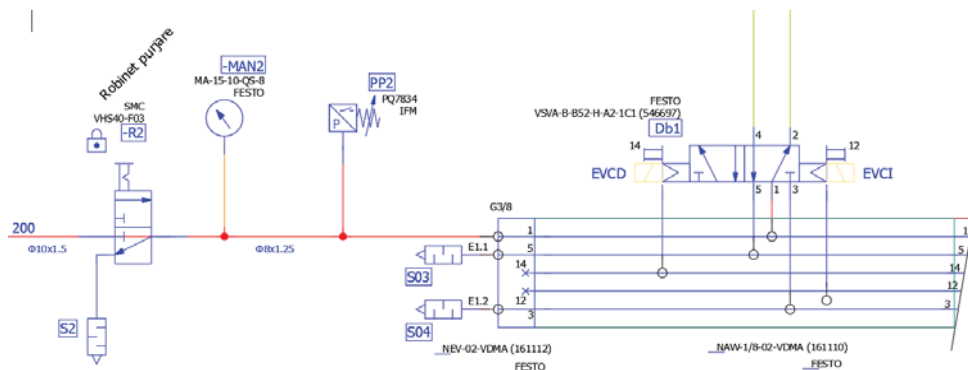 Robinet purjare
SMC
VHS40-F03
-R2
-MAN2
MA-15-10-QS-8
FESTO
PP2
PQ7834
IFM
P
FESTO
VSVA-B-B52-H-A2-1C1 (546697)
Db1
4
2
14
12
EVCD
EVCI
5
1
3
200
Φ10x1.5
Φ8x1.25
G3/8
1
1
E1.1
5
5
S03
14
14
12
12
E1.2
3
3
S04
S2
NEV-02-VDMA (161112)
FESTO
NAW-1/8-02-VDMA (161110)
FESTO